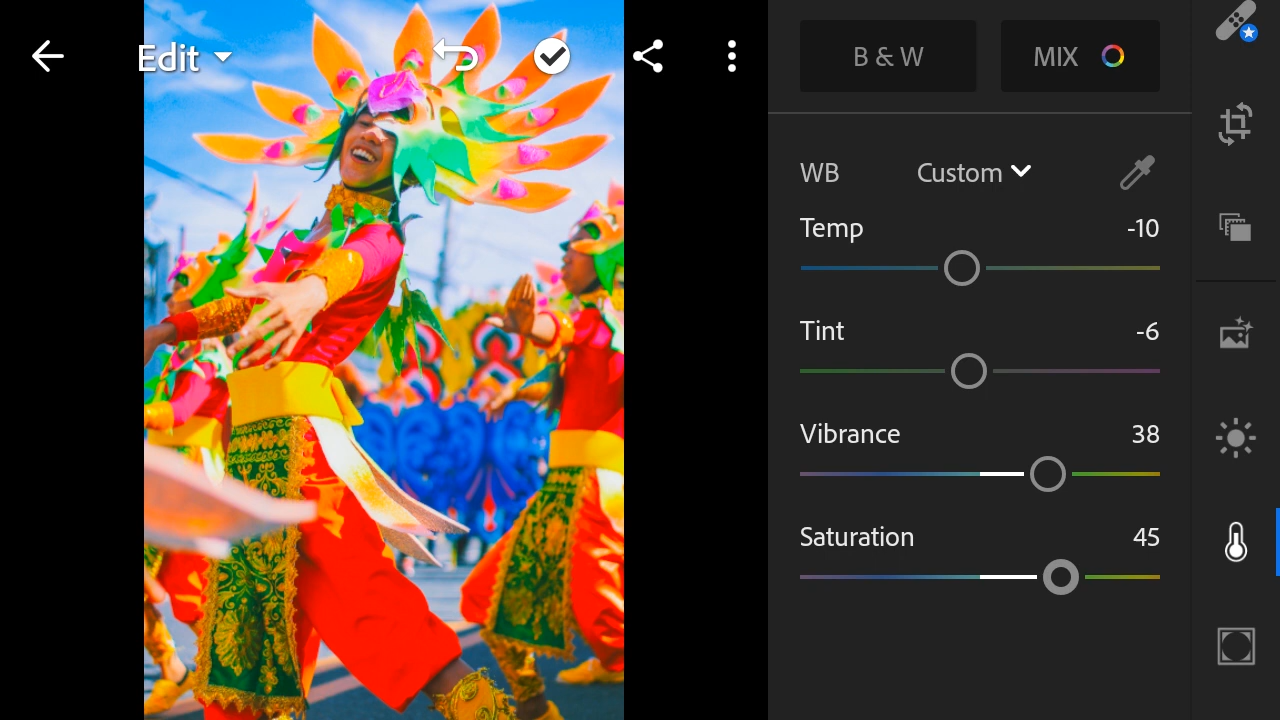 Edit
B & W
MIX
WB
Custom
Temp
-10
Tint
-6
Vibrance
38
Saturation
45